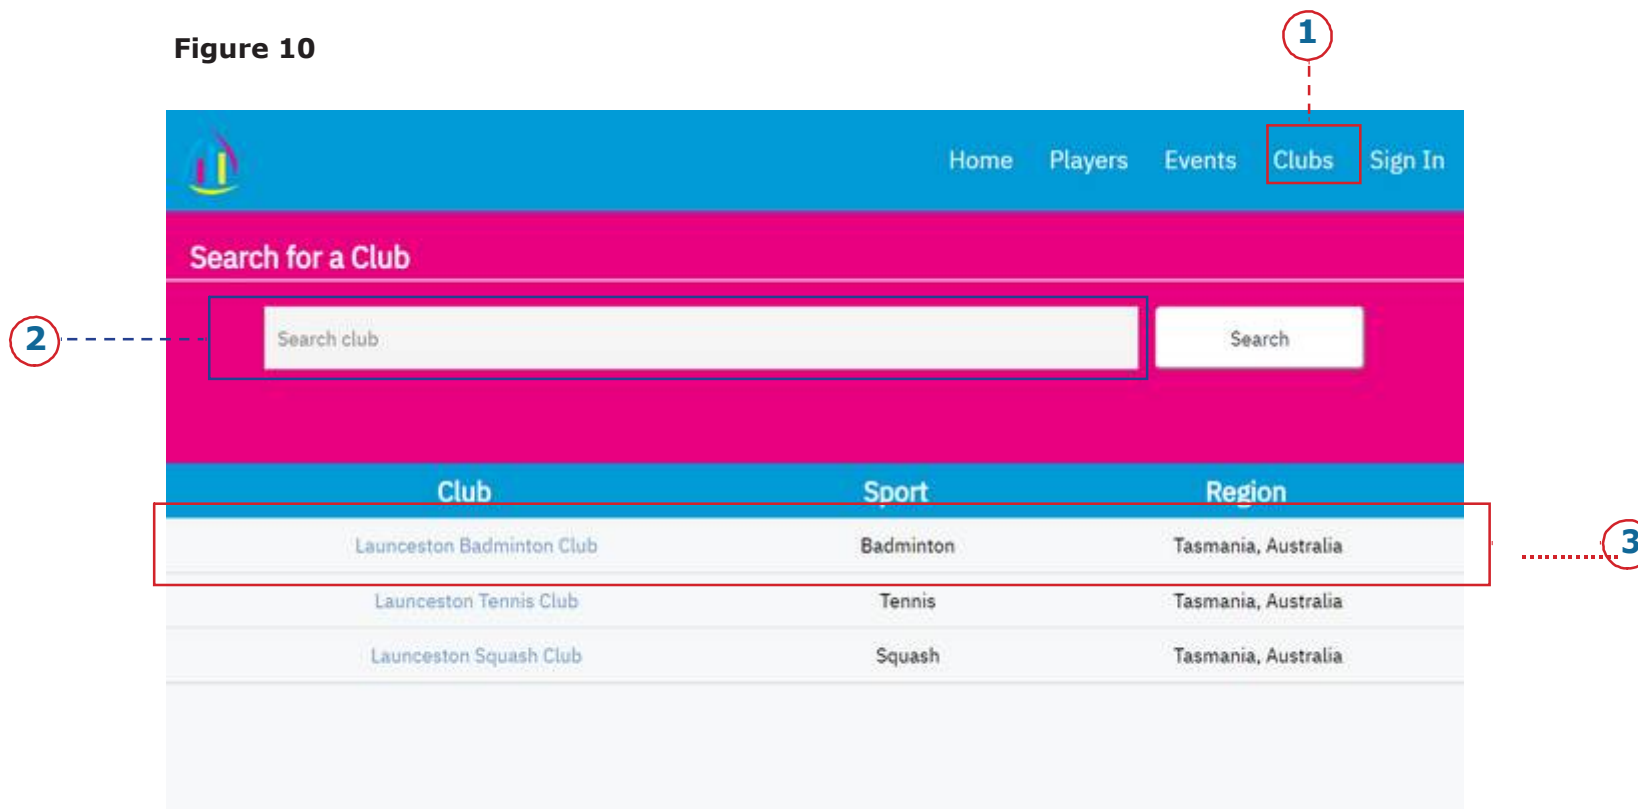 1
Figure 10
Home Players Events Clubs Sign In
Search for a Club
2
Search club Search
Club Sport Region
Launceston Badminton Club Badminton Tasmania, Australia
3
Launceston Tennis Club Tennis Tasmania, Australia
Launceston Squash Club Squash Tasmania, Australia